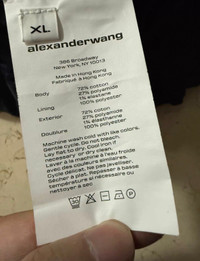 XL
alexanderwang
386 Broadway
New York, NY 10013
Made in Hong Kong
Fabriqué à Hong Kong
Body 72% cotton
27% polyamide
1% elastane
Lining 100% polyester
Exterior 72% coton
27% polyamide
1% élasthanne
Doublure 100% polyester
Machine wash cold with like colors.
Gentle cycle. Do not bleach.
Lay flat to dry. Cool iron if
necessary or dry clean.
Laver à la machine à l'eau froide
avec des couleurs similaires.
Cycle délicat. Ne pas javeliser.
Sécher à plat. Repasser à basse
température si nécessaire ou
nettoyer à sec.
P